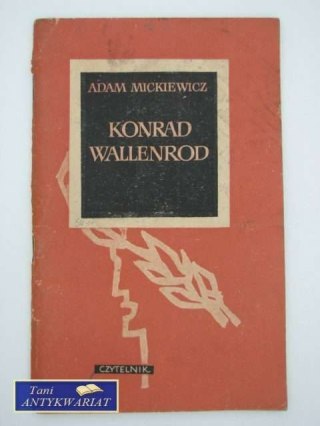 ADAM MICKIEWICZ
KONRAD
WALLENROD
CZYTELNIK
Tani
ANTYKWARIAT